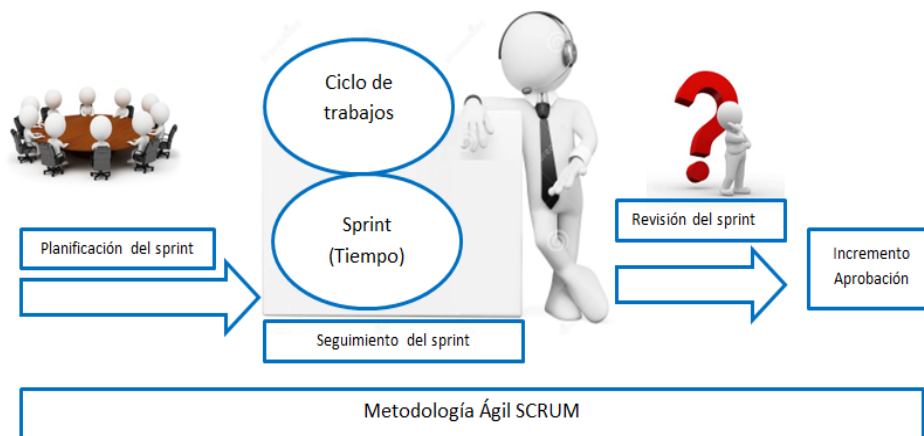 Ciclo de
trabajos
Sprint
(Tiempo)
Planificación del sprint
Seguimiento del sprint
Revisión del sprint
Incremento
Aprobación
Metodología Ágil SCRUM